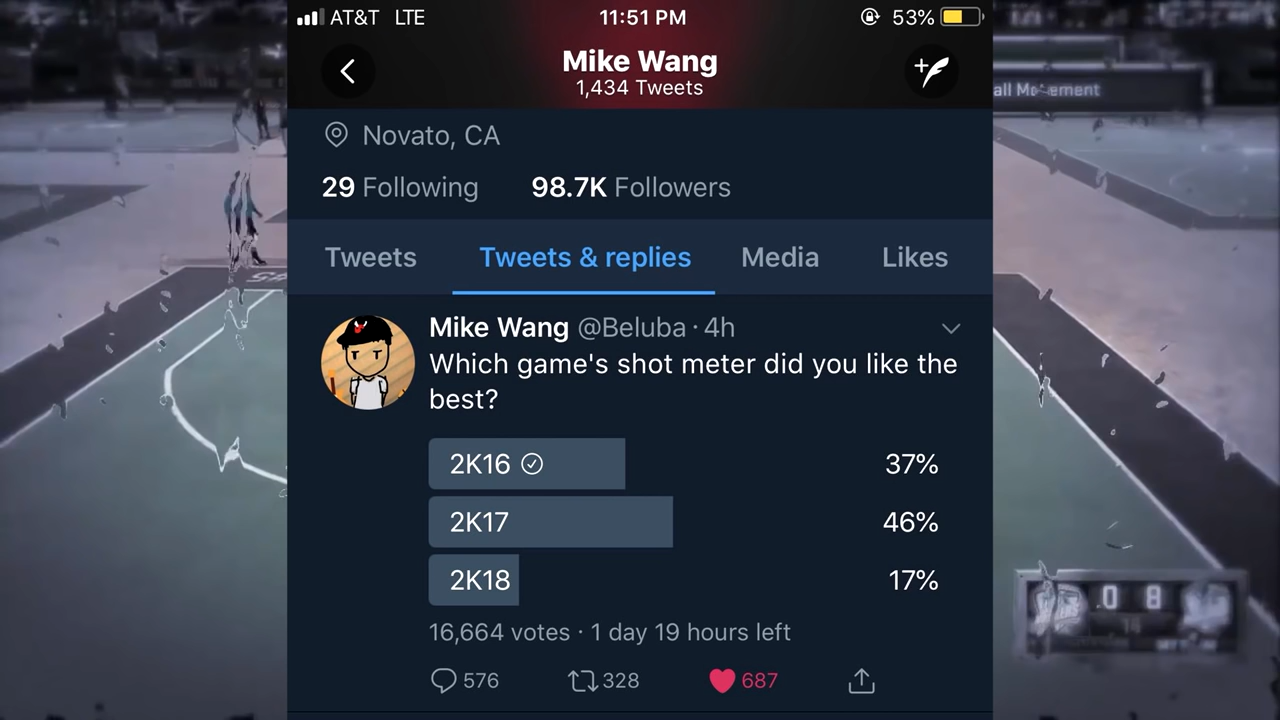 AT&T LTE 11:51 PM 53%
Mike Wang
1,434 Tweets
Novato, CA
29 Following 98.7K Followers
Tweets Tweets & replies Media Likes
Mike Wang @Beluba · 4h
Which game's shot meter did you like the
best?
2K16 37%
2K17 46%
2K18 17%
16,664 votes · 1 day 19 hours left
576 328 687
0 8